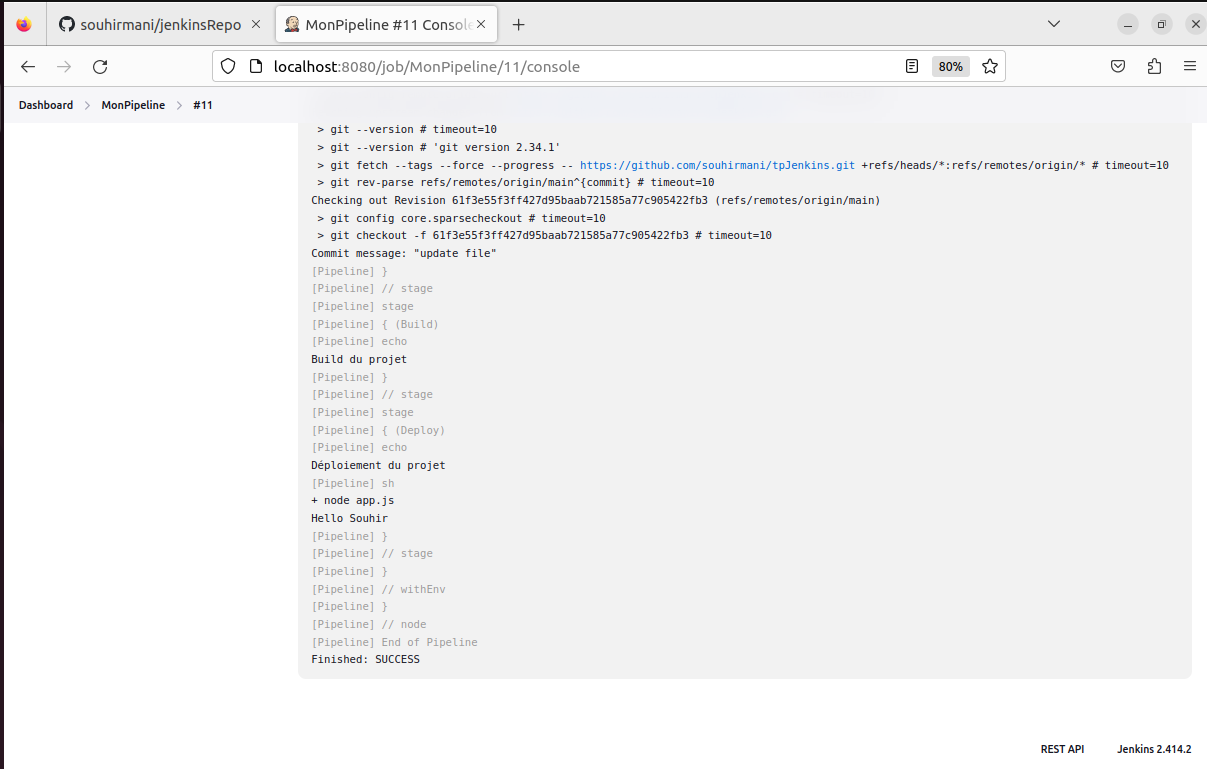 souhirmani/jenkinsRepo
MonPipeline #11 Console
localhost:8080/job/MonPipeline/11/console
80%
Dashboard > MonPipeline > #11
> git --version # timeout=10
> git --version # 'git version 2.34.1'
> git fetch --tags --force --progress -- https://github.com/souhirmani/tpJenkins.git +refs/heads/*:refs/remotes/origin/* # timeout=10
> git rev-parse refs/remotes/origin/main^{commit} # timeout=10
Checking out Revision 61f3e55f3ff427d95baab721585a77c905422fb3 (refs/remotes/origin/main)
> git config core.sparsecheckout # timeout=10
> git checkout -f 61f3e55f3ff427d95baab721585a77c905422fb3 # timeout=10
Commit message: "update file"
[Pipeline] }
[Pipeline] // stage
[Pipeline] stage
[Pipeline] { (Build)
[Pipeline] echo
Build du projet
[Pipeline] }
[Pipeline] // stage
[Pipeline] stage
[Pipeline] { (Deploy)
[Pipeline] echo
Déploiement du projet
[Pipeline] sh
+ node app.js
Hello Souhir
[Pipeline] }
[Pipeline] // stage
[Pipeline] }
[Pipeline] // withEnv
[Pipeline] }
[Pipeline] // node
[Pipeline] End of Pipeline
Finished: SUCCESS
REST API
Jenkins 2.414.2